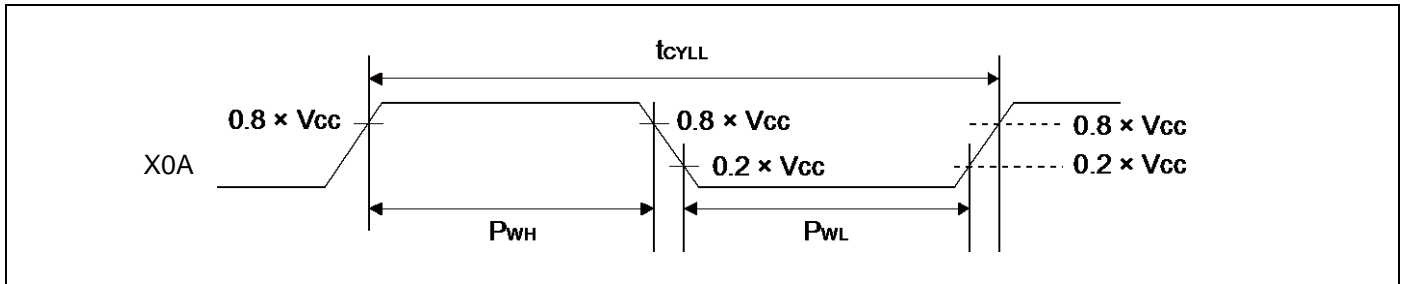 tCYLL
0.8 × Vcc
0.8 × Vcc
0.8 × Vcc
X0A
0.2 × Vcc
0.2 × Vcc
PWH
PWL